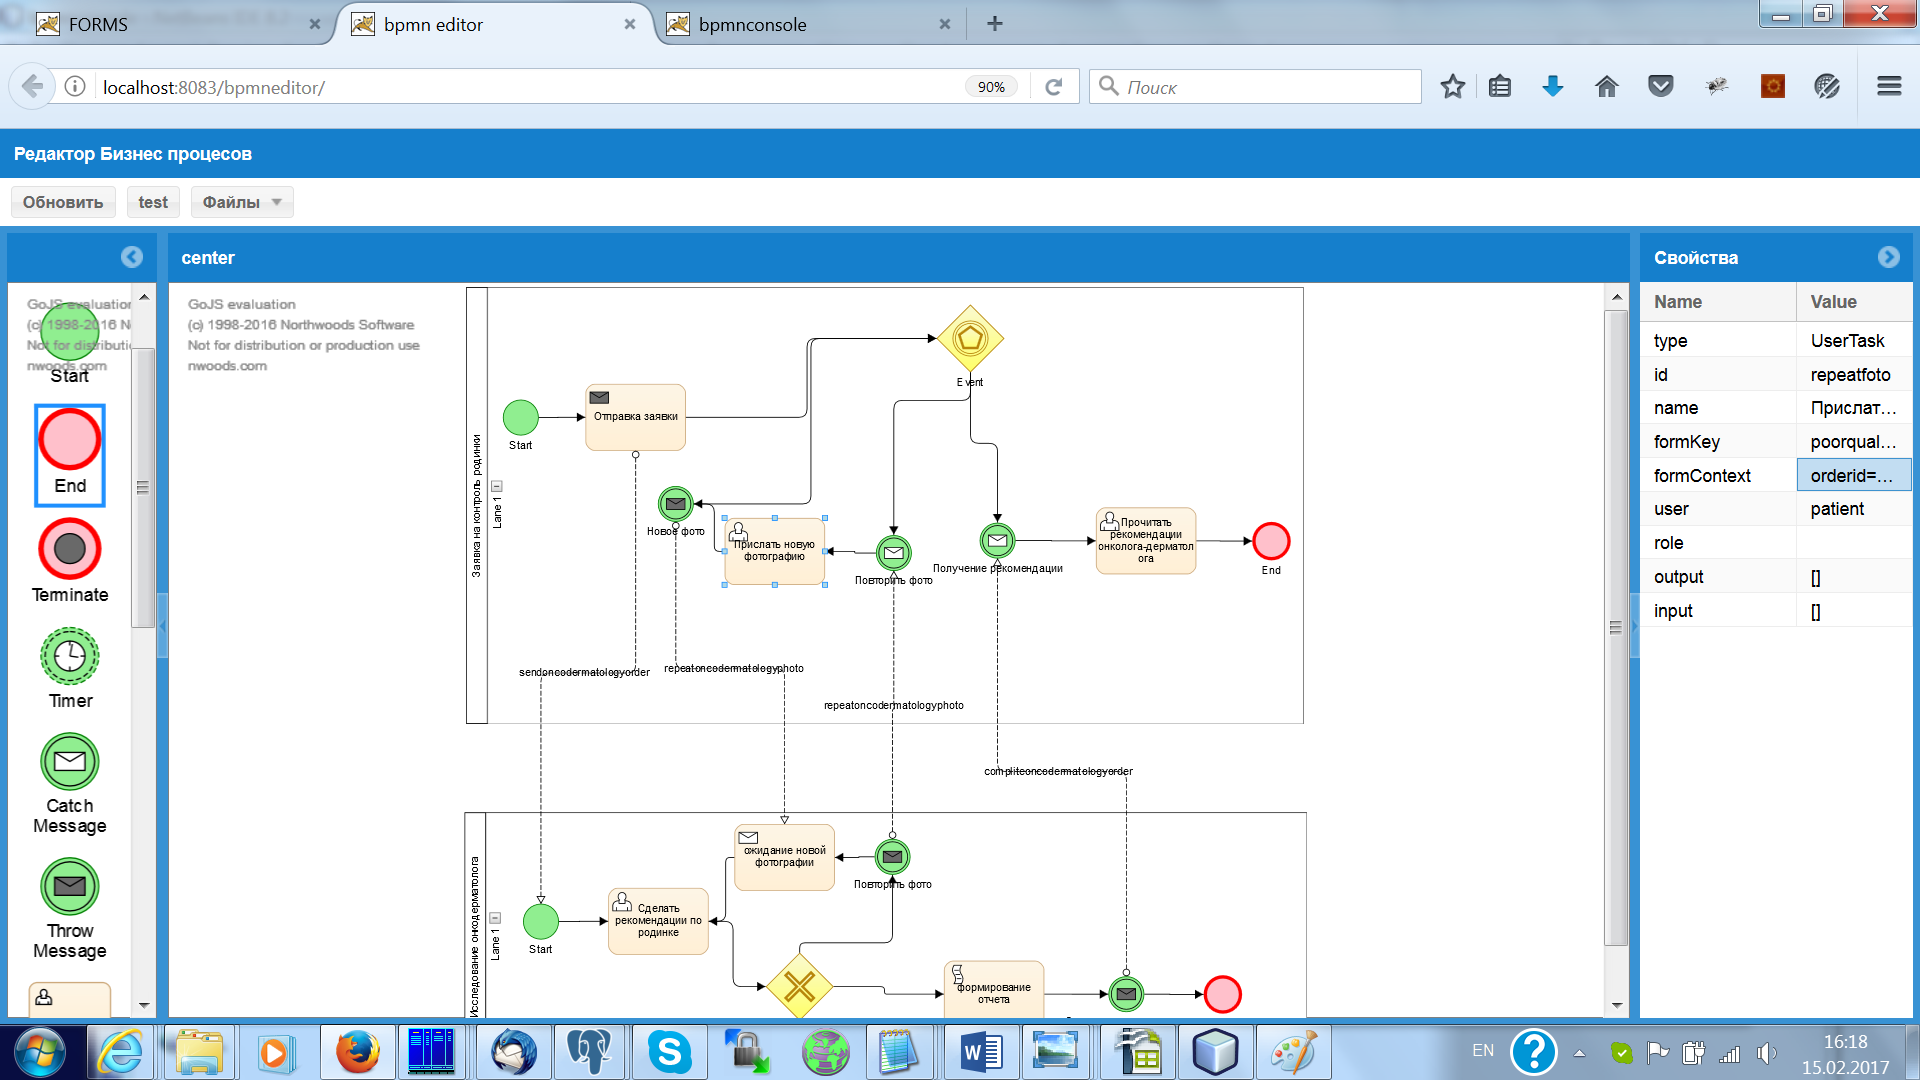 FORMS
bpmn editor
bpmnconsole
localhost:8083/bpmneditor/
90%
Поиск
Редактор Бизнес процесов
Обновить
test
Файлы
center
Свойства
GoJS evaluation
(c) 1998-2016 N
Not for distributi
nwoods.com
Start
End
Terminate
Timer
Catch
Message
Throw
Message
GoJS evaluation
(c) 1998-2016 Northwoods Software
Not for distribution or production use
nwoods.com
Заявка на контроль родинки
Lane 1
Start
Отправка заявки
Event
Новое фото
Прислать новую
фотографию
Повторить фото
Получение рекомендации
Прочитать
рекомендации
онколога-дерматол
ога
End
sendoncodermatologyorder
repeatoncodermatologyphoto
repeatoncodermatologyphoto
compliteoncodermatologyorder
Исследование онкодерматолога
Lane 1
Start
ожидание новой
фотографии
Повторить фото
Сделать
рекомендации по
родинке
формирование
отчета
Name Value
type UserTask
id repeatfoto
name Прислат...
formKey poorqual...
formContext orderid=...
user patient
role
output []
input []
EN
16:18
15.02.2017